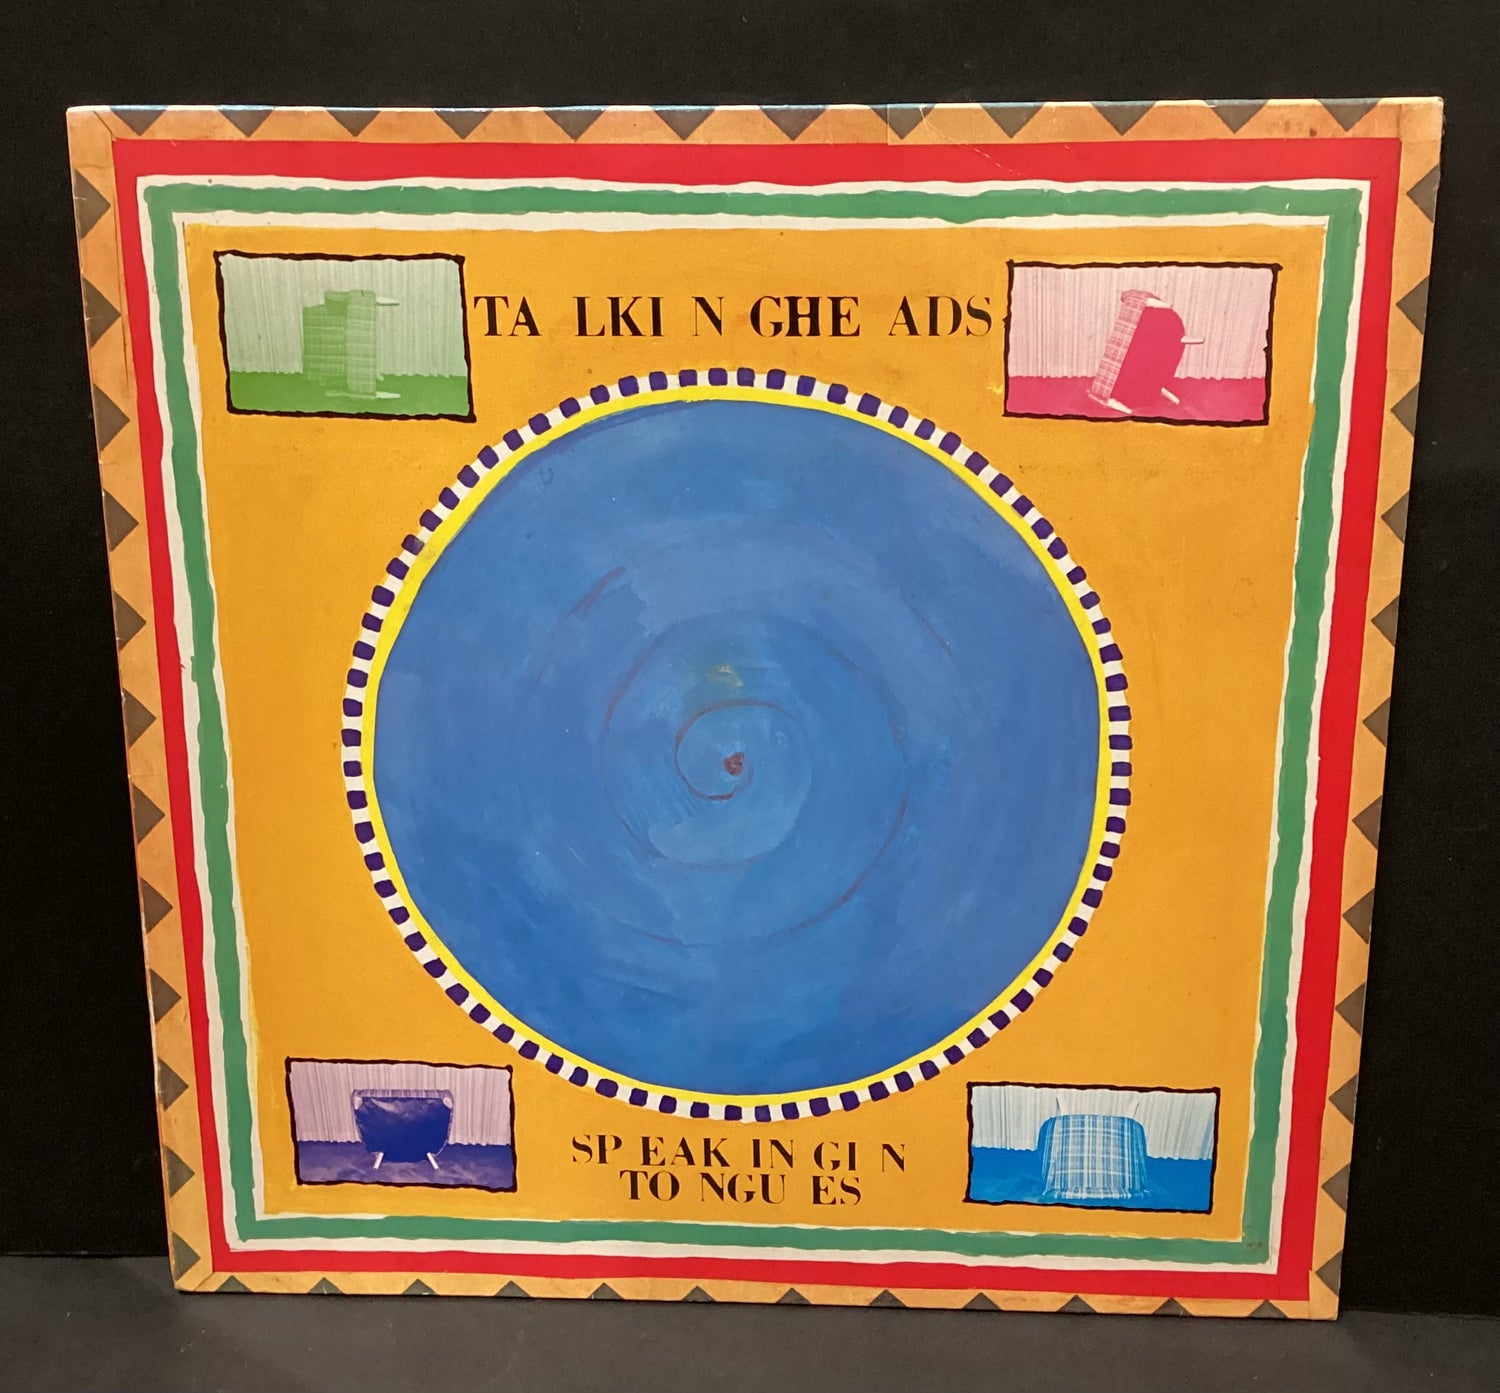 TA LKI N GHE ADS
SP EAK IN GI N
TO NGU ES